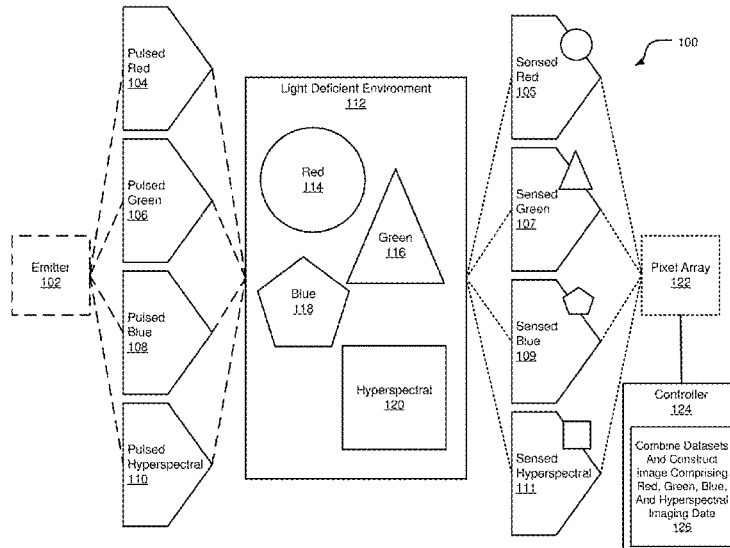 100
Pulsed
Red
104
Pulsed
Green
106
Pulsed
Blue
108
Pulsed
Hyperspectral
110
Emitter
102
Light Deficient Environment
112
Red
114
Green
116
Blue
118
Hyperspectral
120
Sensed
Red
105
Sensed
Green
107
Sensed
Blue
109
Sensed
Hyperspectral
111
Pixel Array
122
Controller
124
Combine Datasets
And Construct
Image Comprising
Red, Green, Blue,
And Hyperspectral
Imaging Data
126